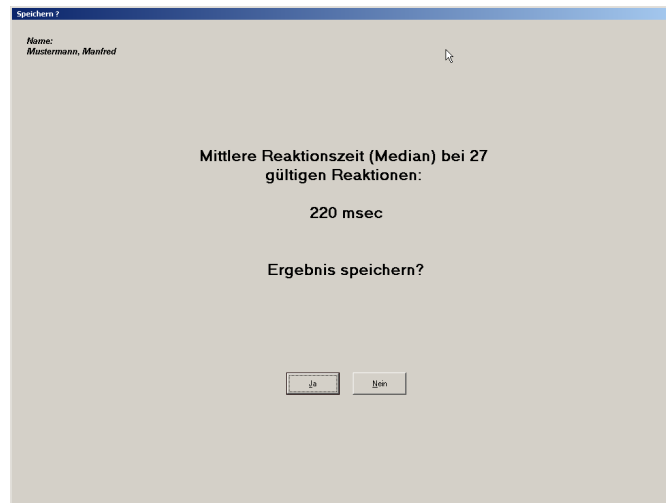 Speichern ?
Name:
Mustermann, Manfred
Mittlere Reaktionszeit (Median) bei 27
gültigen Reaktionen:
220 msec
Ergebnis speichern?
Ja
Nein